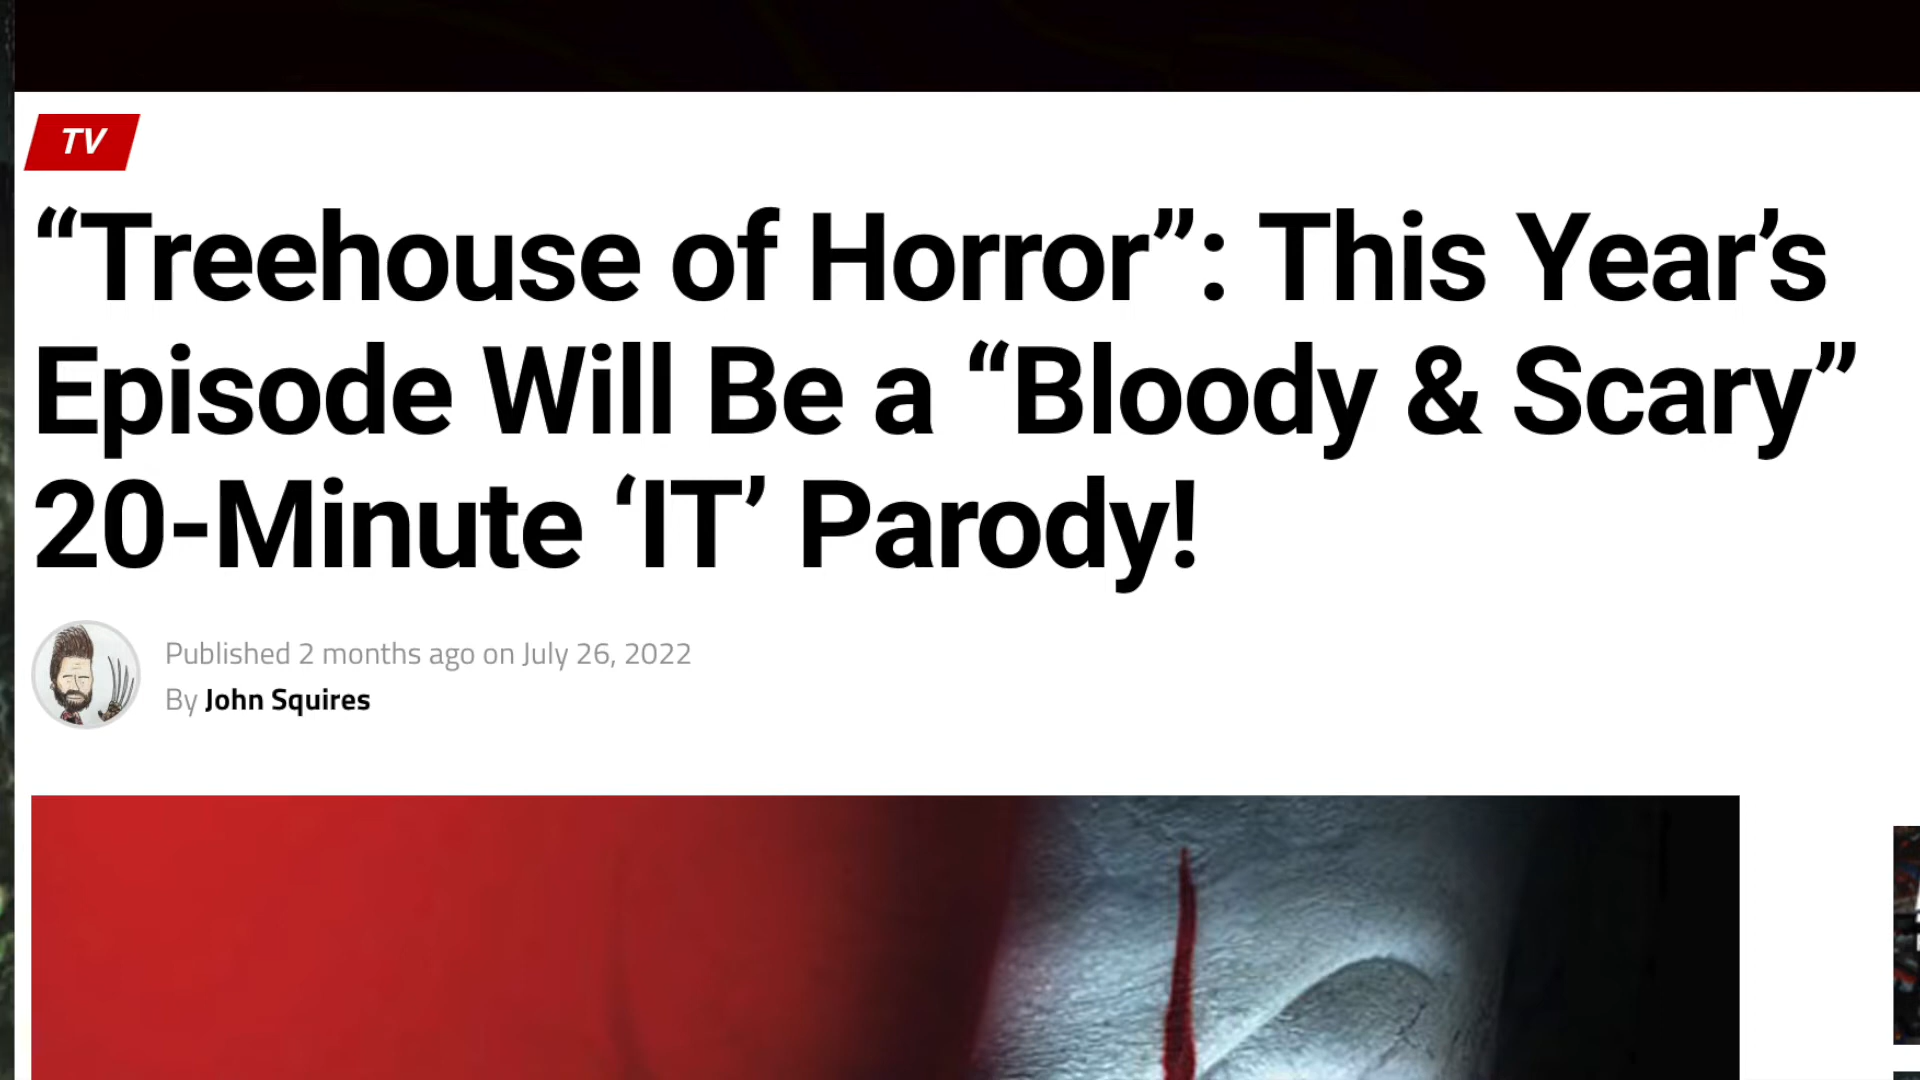 TV
“Treehouse of Horror”: This Year’s
Episode Will Be a “Bloody & Scary”
20-Minute ‘IT’ Parody!
Published 2 months ago on July 26, 2022
By John Squires